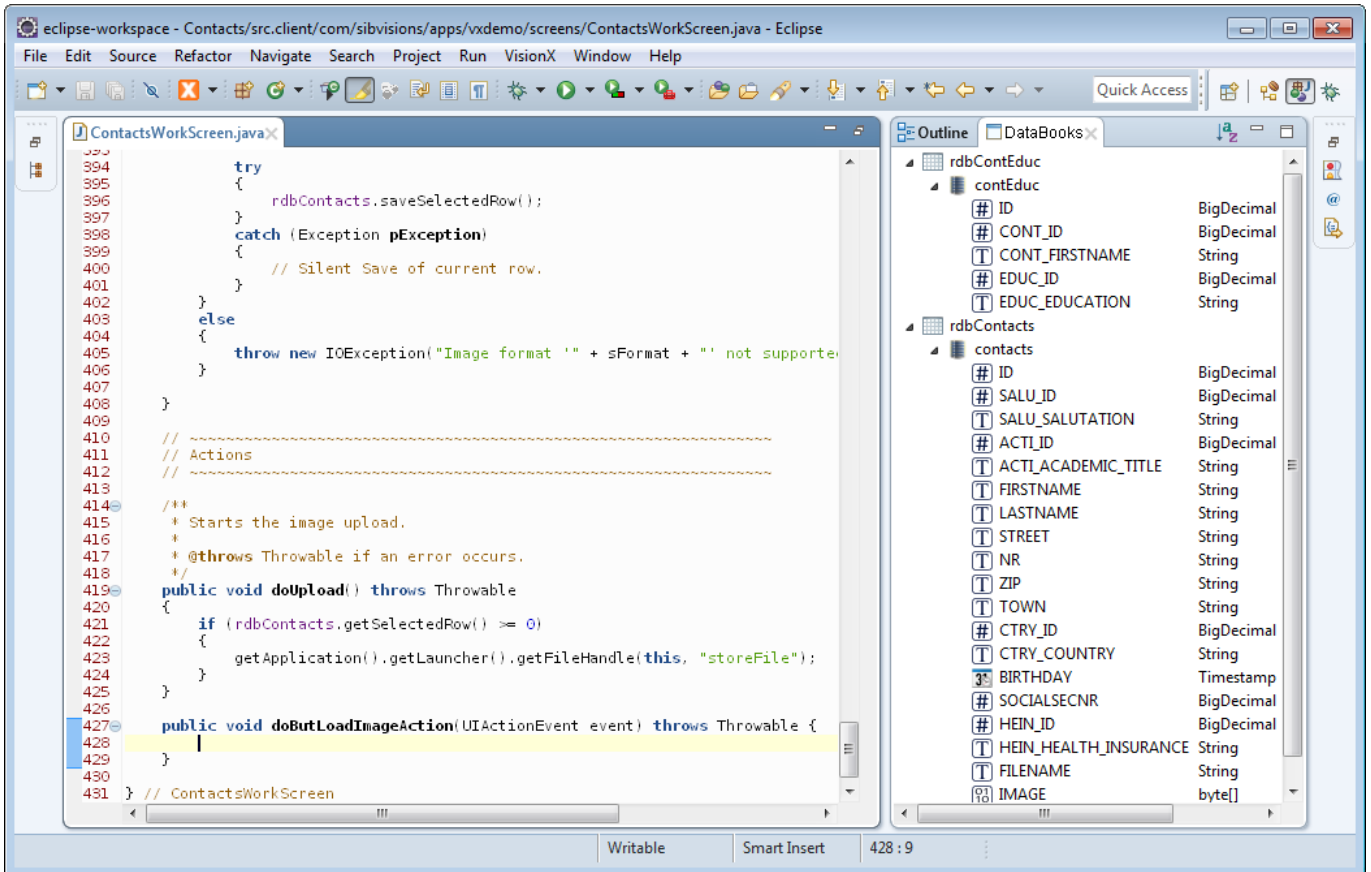 eclipse-workspace - Contacts/src.client/com/sibvisions/apps/vxdemo/screens/ContactsWorkScreen.java - Eclipse
File Edit Source Refactor Navigate Search Project Run VisionX Window Help
Quick Access
ContactsWorkScreen.java
394 try
395 {
396 rdbContacts.saveSelectedRow();
397 }
398 catch (Exception pException)
399 {
400 // Silent Save of current row.
401 }
402 }
403 else
404 {
405 throw new IOException("Image format '" + sFormat + "' not supporte
406 }
407
408 }
409
410 // ~~~~~~~~~~~~~~~~~~~~~~~~~~~~~~~~~~~~~~~~~~~~~~~~~~~~~~~~~~~~~~~~
411 // Actions
412 // ~~~~~~~~~~~~~~~~~~~~~~~~~~~~~~~~~~~~~~~~~~~~~~~~~~~~~~~~~~~~~~~~
413
414 /**
415 * Starts the image upload.
416 *
417 * @throws Throwable if an error occurs.
418 */
419 public void doUpload() throws Throwable
420 {
421 if (rdbContacts.getSelectedRow() >= 0)
422 {
423 getApplication().getLauncher().getFileHandle(this, "storeFile");
424 }
425 }
426
427 public void doButLoadImageAction(UIActionEvent event) throws Throwable {
428
429 }
430
431 } // ContactsWorkScreen
Outline DataBooks
rdbContEduc
contEduc
# ID BigDecimal
# CONT_ID BigDecimal
T CONT_FIRSTNAME String
# EDUC_ID BigDecimal
T EDUC_EDUCATION String
rdbContacts
contacts
# ID BigDecimal
# SALU_ID BigDecimal
T SALU_SALUTATION String
# ACTI_ID BigDecimal
T ACTI_ACADEMIC_TITLE String
T FIRSTNAME String
T LASTNAME String
T STREET String
T NR String
T ZIP String
T TOWN String
# CTRY_ID BigDecimal
T CTRY_COUNTRY String
BIRTHDAY Timestamp
# SOCIALSECNR BigDecimal
# HEIN_ID BigDecimal
T HEIN_HEALTH_INSURANCE String
T FILENAME String
IMAGE byte[]
Writable Smart Insert 428 : 9